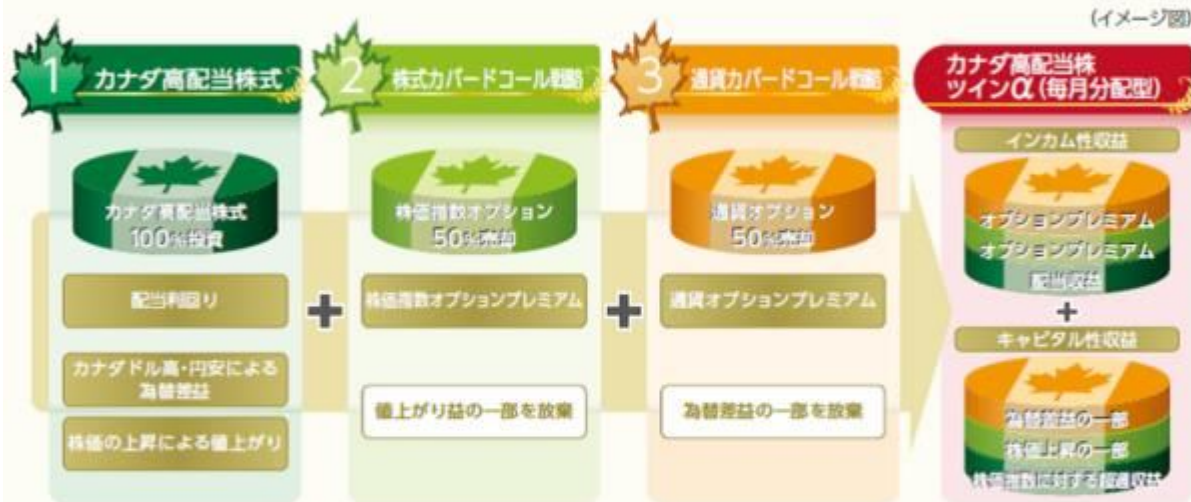 (イメージ図)
1 カナダ高配当株式
カナダ高配当株式
100%投資
配当利回り
カナダドル高・円安による
為替差益
株価の上昇による値上がり
+
2 株式カバードコール戦略
株価指数オプション
50%売却
株価指数オプションプレミアム
値上がり益の一部を放棄
+
3 通貨カバードコール戦略
通貨オプション
50%売却
通貨オプションプレミアム
為替差益の一部を放棄
カナダ高配当株
ツインα(毎月分配型)
インカム性収益
オプションプレミアム
オプションプレミアム
配当収益
+
キャピタル性収益
為替差益の一部
株価上昇の一部
株価指数に対する超過収益